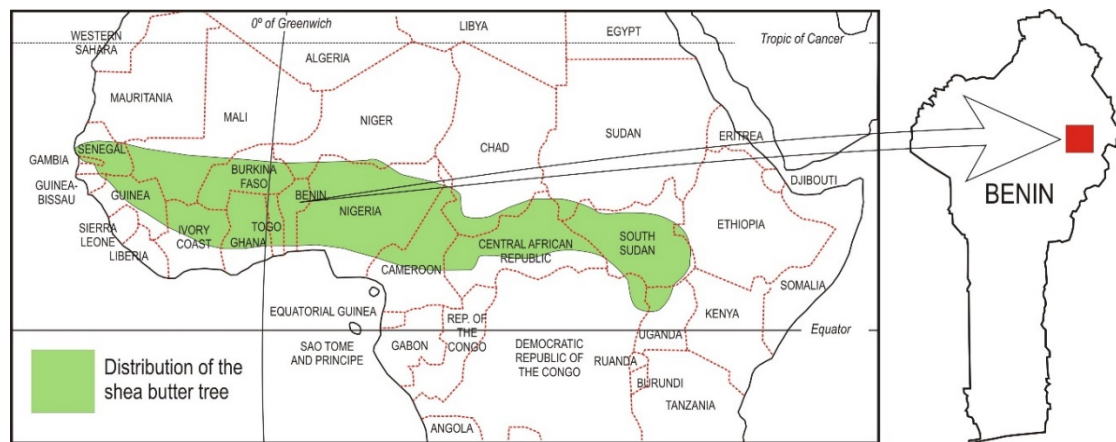 0º of Greenwich
LIBYA
EGYPT
WESTERN
SAHARA
Tropic of Cancer
ALGERIA
MAURITANIA
MALI
NIGER
CHAD
SUDAN
ERITREA
SENEGAL
GAMBIA
BURKINA
FASO
DJIBOUTI
GUINEA-
BISSAU
GUINEA
BENIN
NIGERIA
BENIN
IVORY
COAST
TOGO
GHANA
SIERRA
LEONE
LIBERIA
CENTRAL AFRICAN
REPUBLIC
SOUTH
SUDAN
ETHIOPIA
CAMEROON
SOMALIA
EQUATORIAL GUINEA
REP. OF
THE
CONGO
KENYA
UGANDA
Equator
SAO TOME
AND PRINCIPE
GABON
DEMOCRATIC
REPUBLIC OF
THE CONGO
RUANDA
BURUNDI
TANZANIA
ANGOLA
Distribution of the
shea butter tree